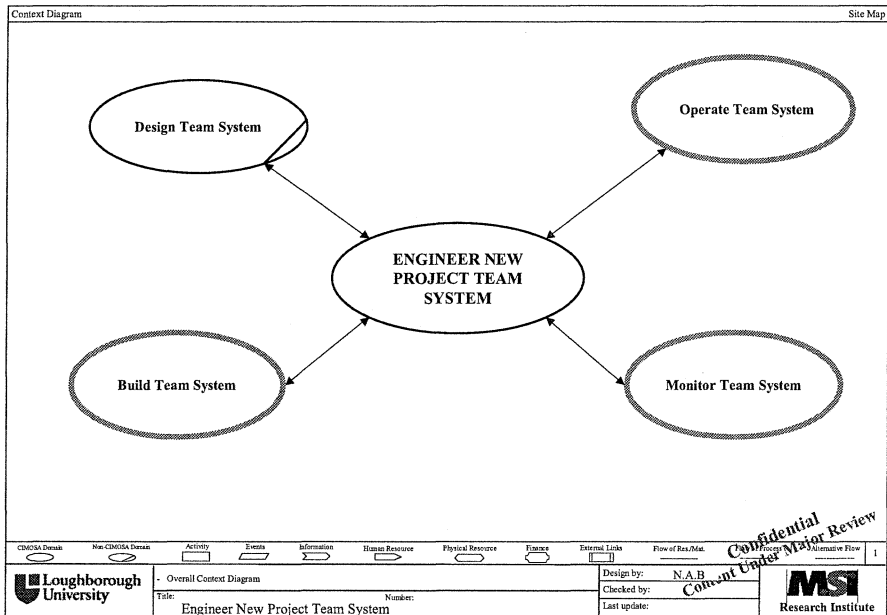 Context Diagram
Site Map
Design Team System
Operate Team System
ENGINEER NEW
PROJECT TEAM
SYSTEM
Build Team System
Monitor Team System
CIMOSA Domain
Non-CIMOSA Domain
Activity
Events
Information
Human Resource
Physical Resource
Finance
External Links
Flow of Res./Mat.
Process
Alternative Flow
1
Confidential
Content Under Major Review
Loughborough
University
- Overall Context Diagram
Title:
Number:
Engineer New Project Team System
Design by: N.A.B
Checked by:
Last update:
MSI
Research Institute